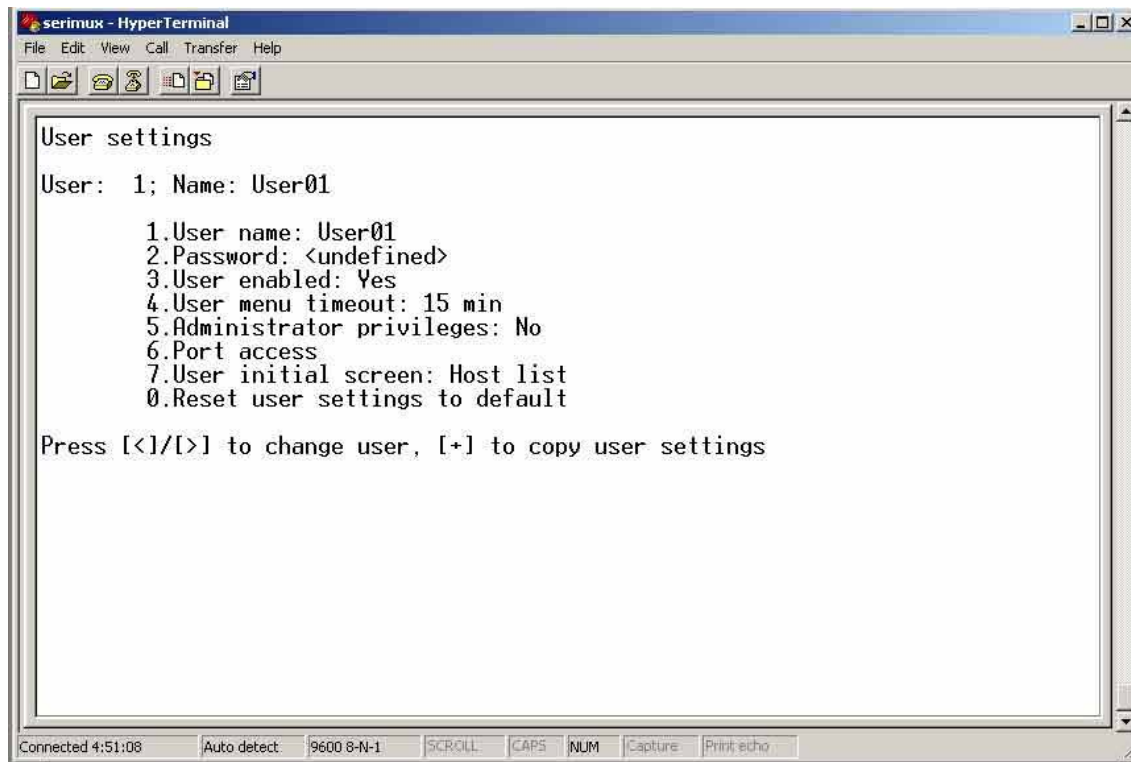 serimux - HyperTerminal
File Edit View Call Transfer Help
User settings
User: 1; Name: User01
1.User name: User01
2.Password: <undefined>
3.User enabled: Yes
4.User menu timeout: 15 min
5.Administrator privileges: No
6.Port access
7.User initial screen: Host list
0.Reset user settings to default
Press [<]/[>] to change user, [+] to copy user settings
Connected 4:51:08 Auto detect 9600 8-N-1 SCROLL CAPS NUM Capture Print echo